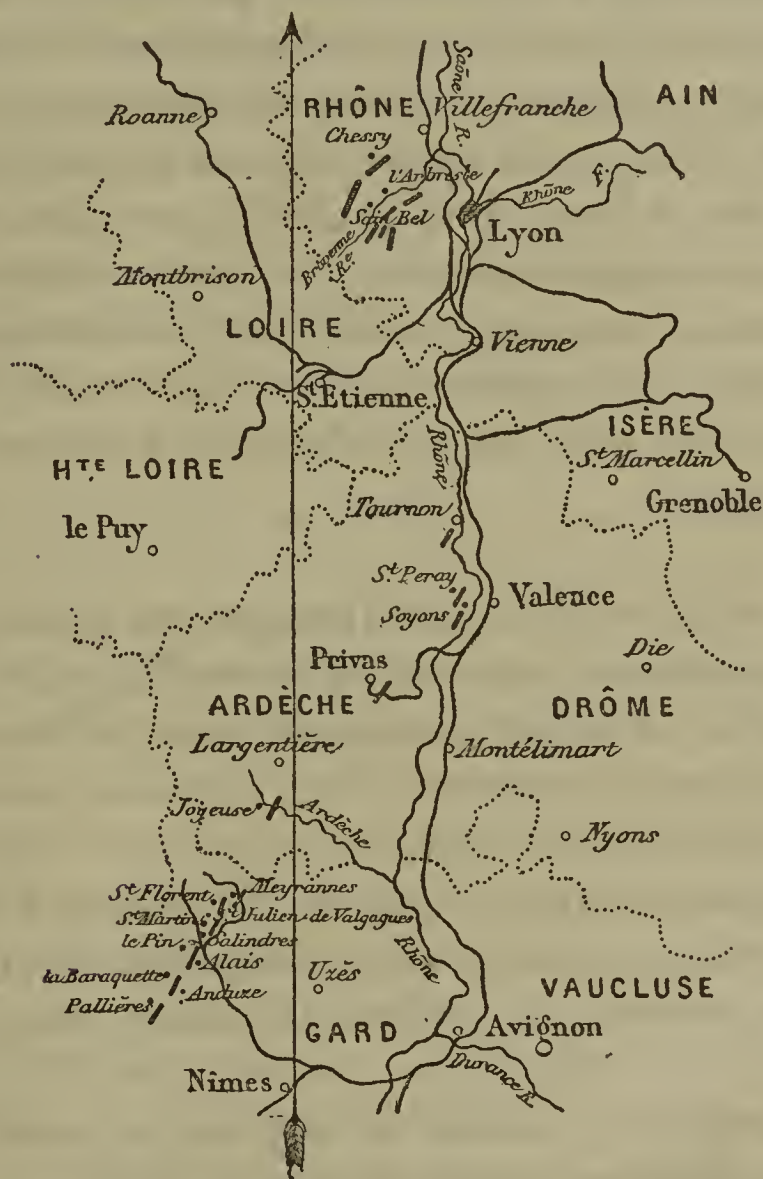 Saône R.
RHÔNE
Villefranche
AIN
Roanne
Chessy
l'Arbresle
Rhône
F.
Sain Bel
Lyon
Brévenne R.
Montbrison
LOIRE
Vienne
St. Etienne
Rhône
ISÈRE
HTE LOIRE
St. Marcellin
Grenoble
Tournon
le Puy
St. Peray
Valence
Soyons
Privas
Die
ARDÈCHE
DRÔME
Largentière
Montélimart
Joyeuse
Ardèche
Nyons
St. Florent
Meyrannes
St. Martin
St. Julien de Valgagues
le Pin
Salindres
Alais
Rhône
la Baraquette
Uzès
Anduze
VAUCLUSE
Pallières
GARD
Avignon
Durance R.
Nîmes